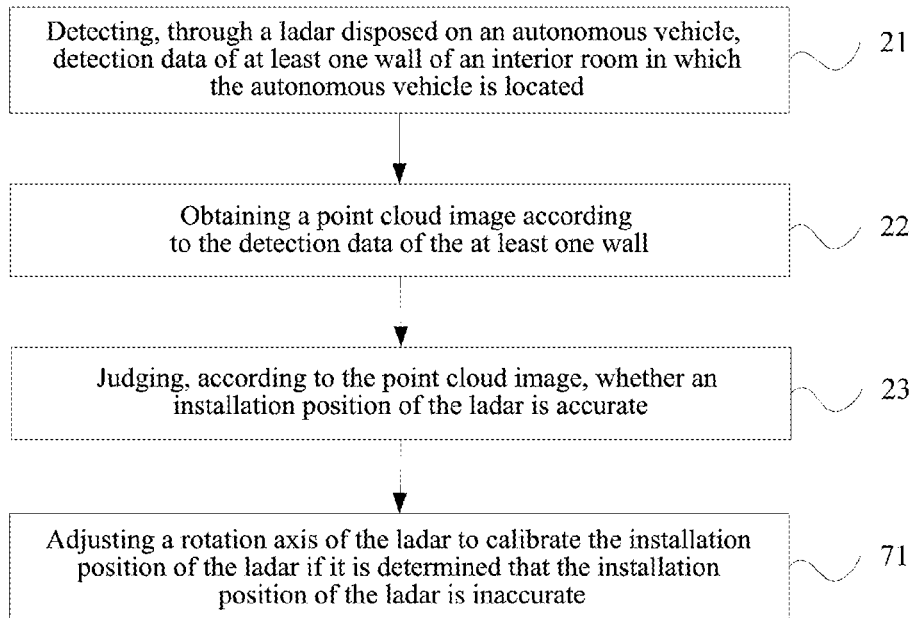 Detecting, through a ladar disposed on an autonomous vehicle,
detection data of at least one wall of an interior room in which
the autonomous vehicle is located
21
Obtaining a point cloud image according
to the detection data of the at least one wall
22
Judging, according to the point cloud image, whether an
installation position of the ladar is accurate
23
Adjusting a rotation axis of the ladar to calibrate the installation
position of the ladar if it is determined that the installation
position of the ladar is inaccurate
71